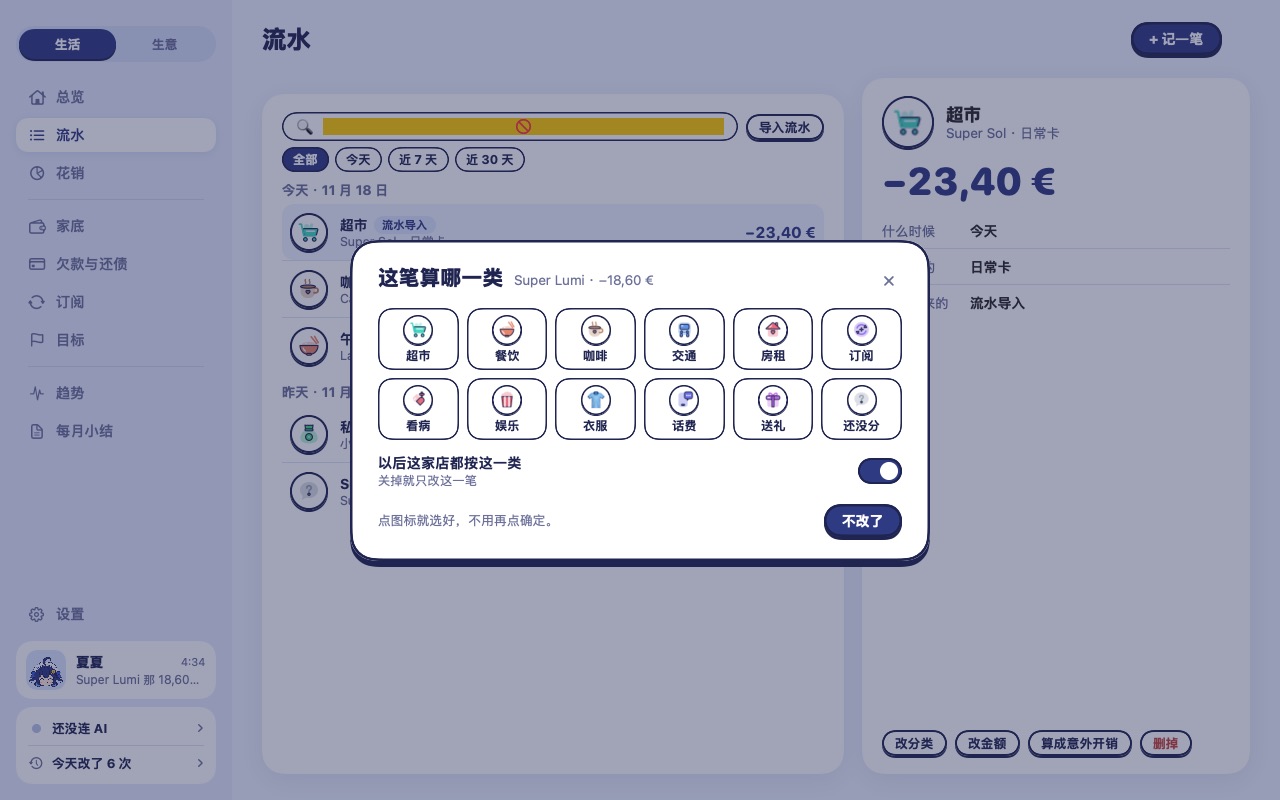 生活
生意
总览
流水
花销
家底
欠款与还债
订阅
目标
趋势
每月小结
设置
夏夏
4:34
Super Lumi 那 18,60...
还没连 AI
今天改了 6 次
流水
+ 记一笔
导入流水
全部
今天
近 7 天
近 30 天
今天 · 11 月 18 日
超市
流水导入
Super Sol · 日常卡
−23,40 €
昨天 · 11 月
这笔算哪一类
Super Lumi · −18,60 €
×
超市
餐饮
咖啡
交通
房租
订阅
看病
娱乐
衣服
话费
送礼
还没分
以后这家店都按这一类
关掉就只改这一笔
点图标就选好，不用再点确定。
不改了
超市
Super Sol · 日常卡
−23,40 €
什么时候
今天
日常卡
来的
流水导入
改分类
改金额
算成意外开销
删掉